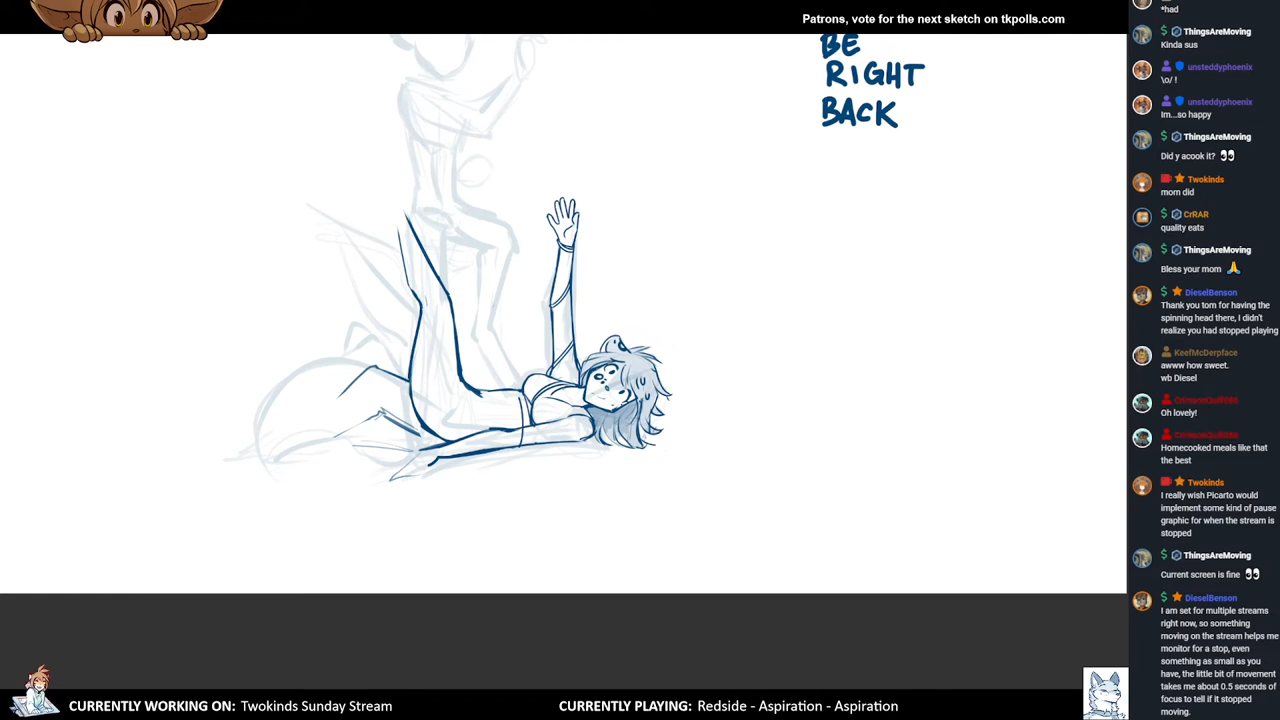 Patrons, vote for the next sketch on tkpolls.com
BE
RIGHT
BACK
*had
ThingsAreMoving
Kinda sus
unsteddyphoenix
\o/ !
unsteddyphoenix
Im...so happy
ThingsAreMoving
Did y acook it? 👀
Twokinds
mom did
CrRAR
quality eats
ThingsAreMoving
Bless your mom 🙏
DieselBenson
Thank you tom for having the
spinning head there, I didn't
realize you had stopped playing
KeefMcDerpface
awww how sweet.
wb Diesel
Oh lovely!
Homecooked meals like that
the best
Twokinds
I really wish Picarto would
implement some kind of pause
graphic for when the stream is
stopped
ThingsAreMoving
Current screen is fine 👀
DieselBenson
I am set for multiple streams
right now, so something
moving on the stream helps me
monitor for a stop, even
something as small as you
have, the little bit of movement
takes me about 0.5 seconds of
focus to tell if it stopped
moving.
CURRENTLY WORKING ON: Twokinds Sunday Stream
CURRENTLY PLAYING: Redside - Aspiration - Aspiration